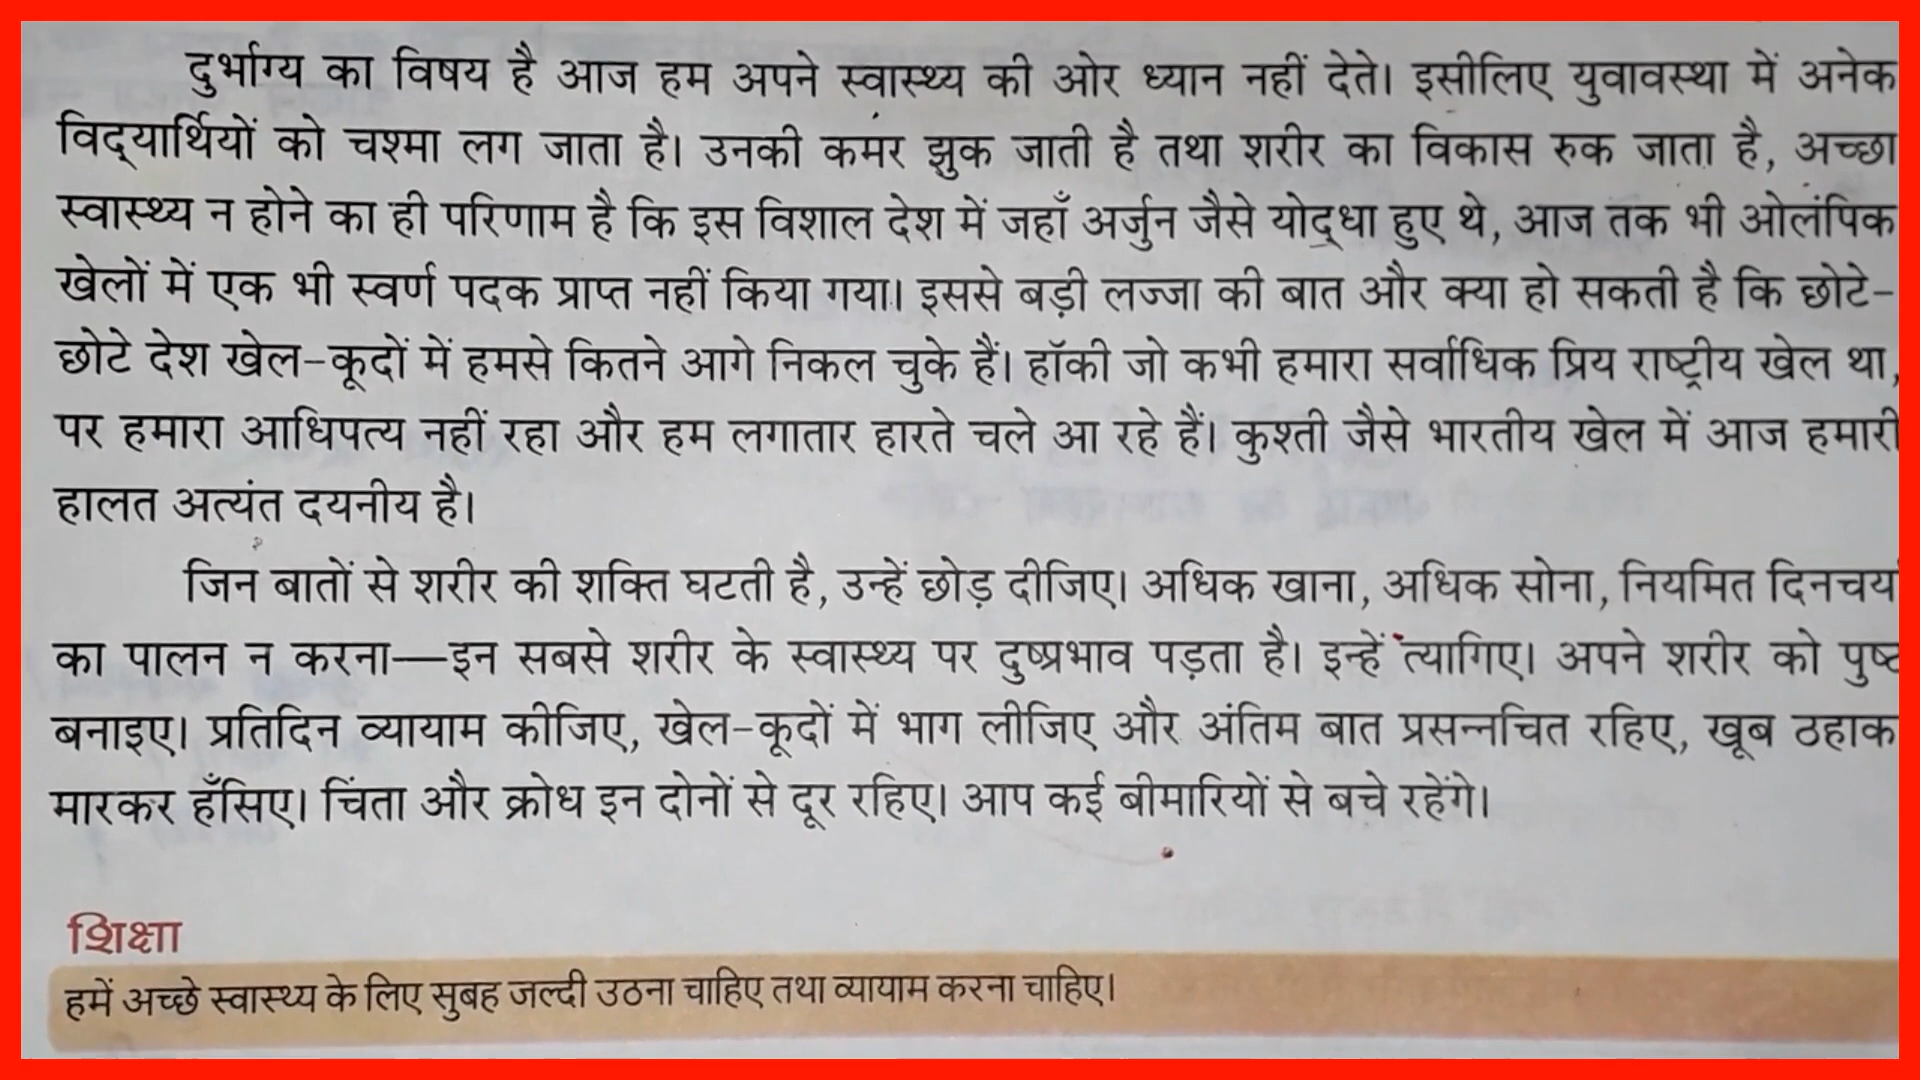 दुर्भाग्य का विषय है आज हम अपने स्वास्थ्य की ओर ध्यान नहीं देते। इसीलिए युवावस्था में अनेक
विद्‌यार्थियों को चश्मा लग जाता है। उनकी कमर झुक जाती है तथा शरीर का विकास रुक जाता है, अच्छा
स्वास्थ्य न होने का ही परिणाम है कि इस विशाल देश में जहाँ अर्जुन जैसे योद्‌धा हुए थे, आज तक भी ओलंपिक
खेलों में एक भी स्वर्ण पदक प्राप्त नहीं किया गया। इससे बड़ी लज्जा की बात और क्या हो सकती है कि छोटे-
छोटे देश खेल-कूदों में हमसे कितने आगे निकल चुके हैं। हॉकी जो कभी हमारा सर्वाधिक प्रिय राष्ट्रीय खेल था,
पर हमारा आधिपत्य नहीं रहा और हम लगातार हारते चले आ रहे हैं। कुश्ती जैसे भारतीय खेल में आज हमारी
हालत अत्यंत दयनीय है।
जिन बातों से शरीर की शक्ति घटती है, उन्हें छोड़ दीजिए। अधिक खाना, अधिक सोना, नियमित दिनचर्या
का पालन न करना—इन सबसे शरीर के स्वास्थ्य पर दुष्प्रभाव पड़ता है। इन्हें त्यागिए। अपने शरीर को पुष्ट
बनाइए। प्रतिदिन व्यायाम कीजिए, खेल-कूदों में भाग लीजिए और अंतिम बात प्रसन्नचित रहिए, खूब ठहाक
मारकर हँसिए। चिंता और क्रोध इन दोनों से दूर रहिए। आप कई बीमारियों से बचे रहेंगे।
शिक्षा
हमें अच्छे स्वास्थ्य के लिए सुबह जल्दी उठना चाहिए तथा व्यायाम करना चाहिए।